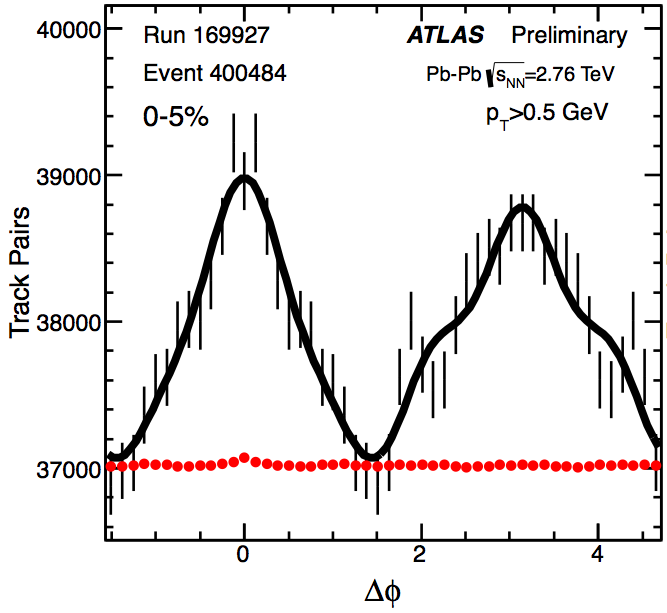 40000
39000
38000
37000
Track Pairs
Run 169927
Event 400484
0-5%
ATLAS Preliminary
Pb-Pb √sNN=2.76 TeV
pT>0.5 GeV
0 2 4
Δϕ